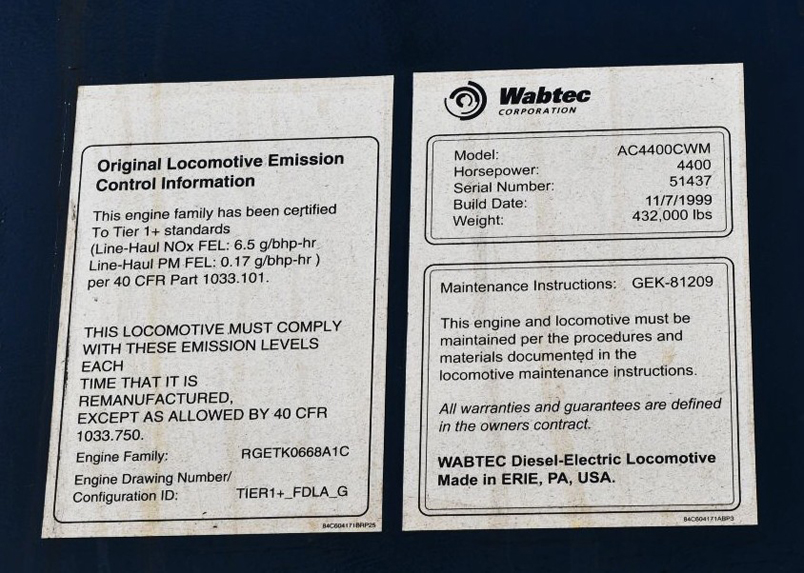 Original Locomotive Emission
Control Information
This engine family has been certified
To Tier 1+ standards
(Line-Haul NOx FEL: 6.5 g/bhp-hr
Line-Haul PM FEL: 0.17 g/bhp-hr )
per 40 CFR Part 1033.101.
THIS LOCOMOTIVE MUST COMPLY
WITH THESE EMISSION LEVELS
EACH
TIME THAT IT IS
REMANUFACTURED,
EXCEPT AS ALLOWED BY 40 CFR
1033.750.
Engine Family: RGETK0668A1C
Engine Drawing Number/
Configuration ID: TIER1+_FDLA_G
84C604171BRP25
Wabtec
CORPORATION
Model: AC4400CWM
Horsepower: 4400
Serial Number: 51437
Build Date: 11/7/1999
Weight: 432,000 lbs
Maintenance Instructions: GEK-81209
This engine and locomotive must be
maintained per the procedures and
materials documented in the
locomotive maintenance instructions.
All warranties and guarantees are defined
in the owners contract.
WABTEC Diesel-Electric Locomotive
Made in ERIE, PA, USA.
84C604171ABP3